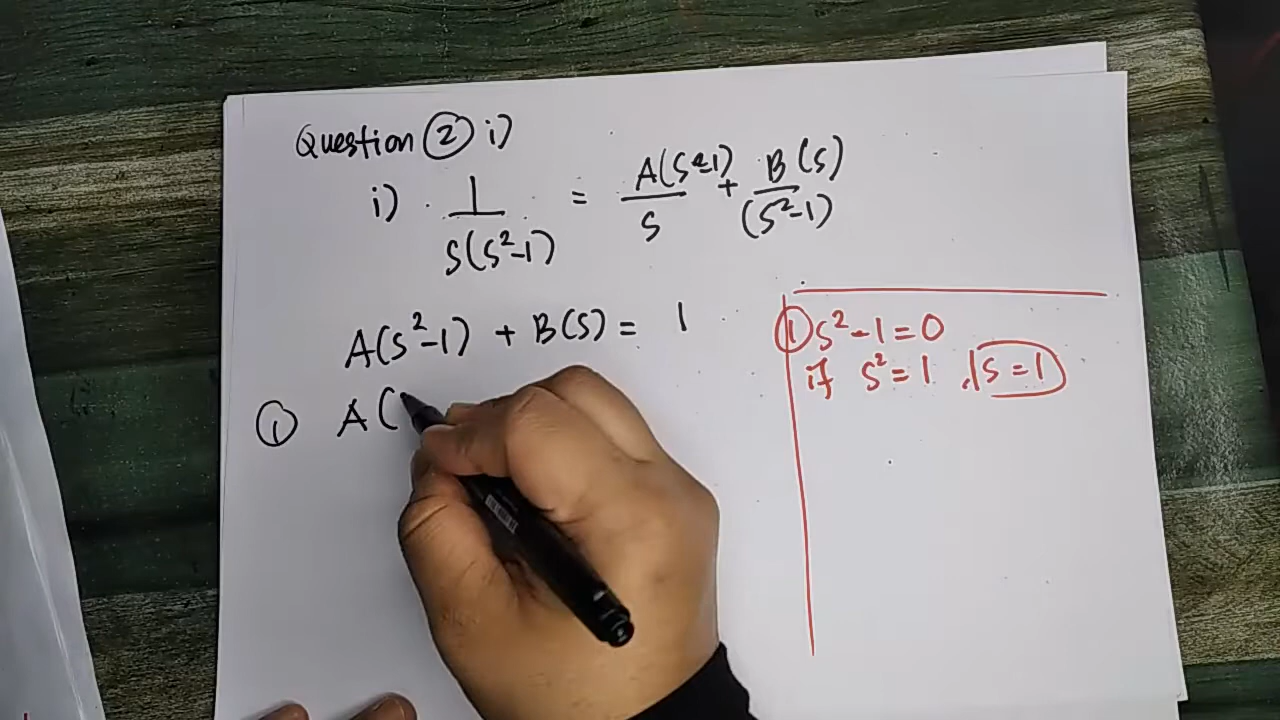 Question ② i)
i) · 1/S(S²-1) = A(S²-1)/S + B(S)/(S²-1)
A(S²-1) + B(S) = 1
① A(
① S²-1=0
if S²=1, S=1